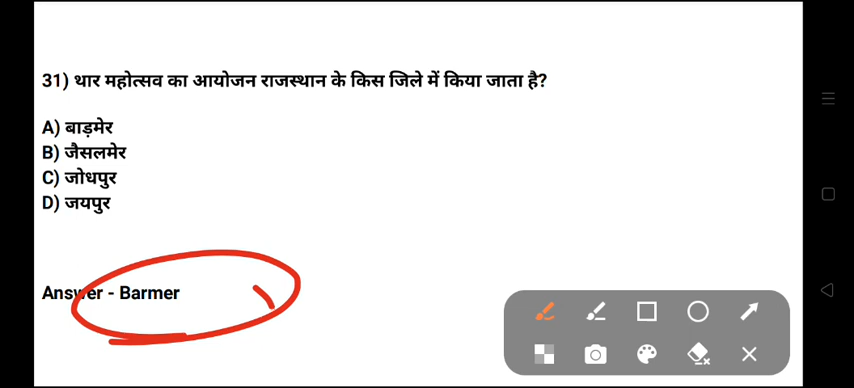 31) थार महोत्सव का आयोजन राजस्थान के किस जिले में किया जाता है?
A) बाड़मेर
B) जैसलमेर
C) जोधपुर
D) जयपुर
Answer - Barmer